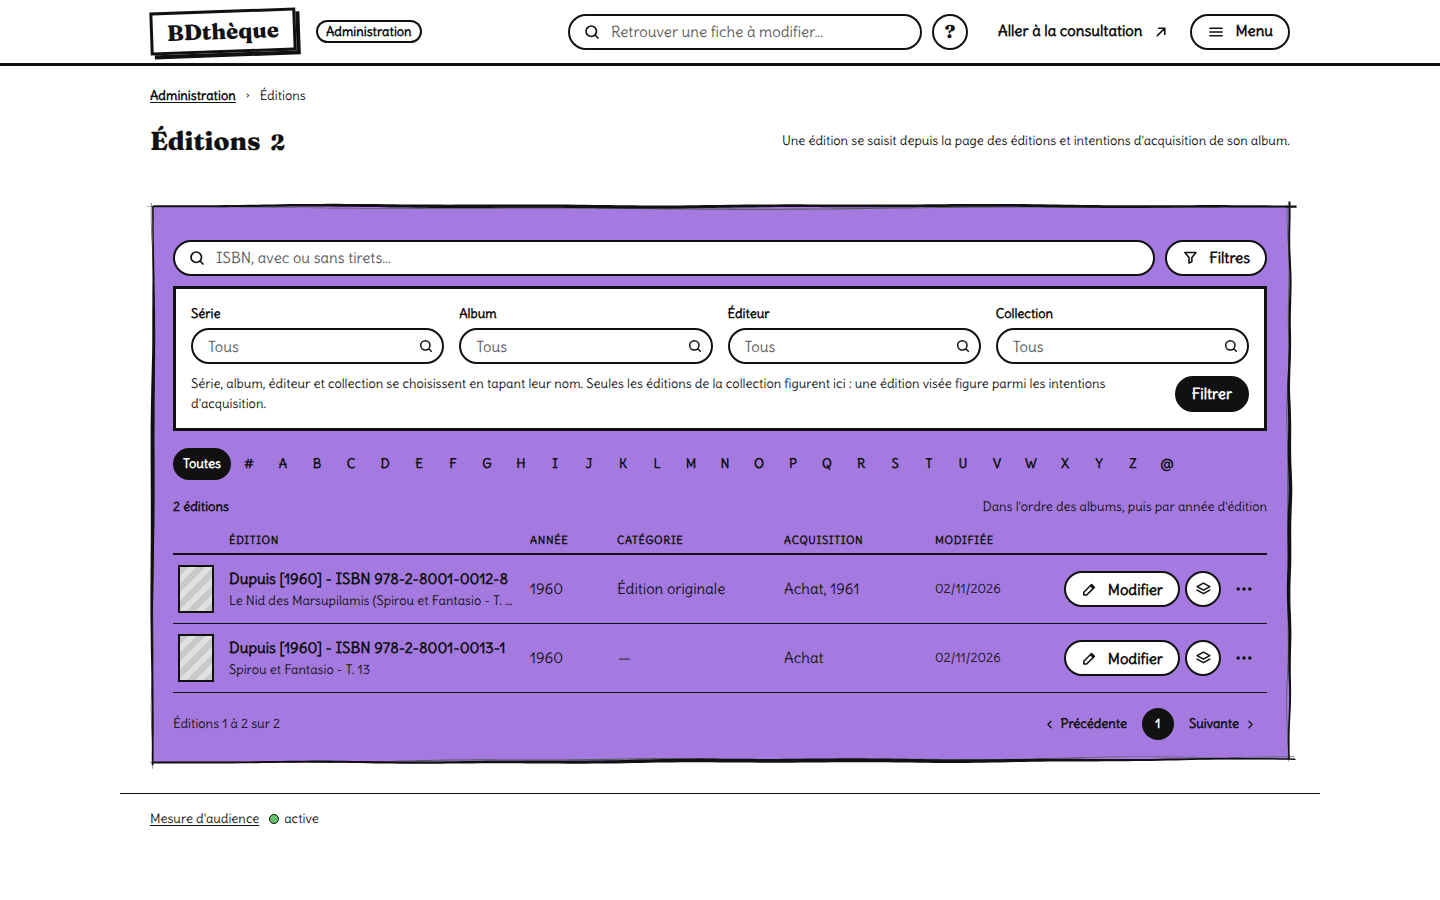 BDthèque
Administration
Retrouver une fiche à modifier...
?
Aller à la consultation
Menu
Administration › Éditions
Éditions 2
Une édition se saisit depuis la page des éditions et intentions d'acquisition de son album.
ISBN, avec ou sans tirets...
Filtres
Série Album Éditeur Collection
Tous Tous Tous Tous
Série, album, éditeur et collection se choisissent en tapant leur nom. Seules les éditions de la collection figurent ici : une édition visée figure parmi les intentions
d'acquisition.
Filtrer
Toutes # A B C D E F G H I J K L M N O P Q R S T U V W X Y Z @
2 éditions
Dans l'ordre des albums, puis par année d'édition
ÉDITION ANNÉE CATÉGORIE ACQUISITION MODIFIÉE
Dupuis [1960] - ISBN 978-2-8001-0012-8
Le Nid des Marsupilamis (Spirou et Fantasio - T. ...
1960 Édition originale Achat, 1961 02/11/2026 Modifier
Dupuis [1960] - ISBN 978-2-8001-0013-1
Spirou et Fantasio - T. 13
1960 — Achat 02/11/2026 Modifier
Éditions 1 à 2 sur 2
‹ Précédente 1 Suivante ›
Mesure d'audience active